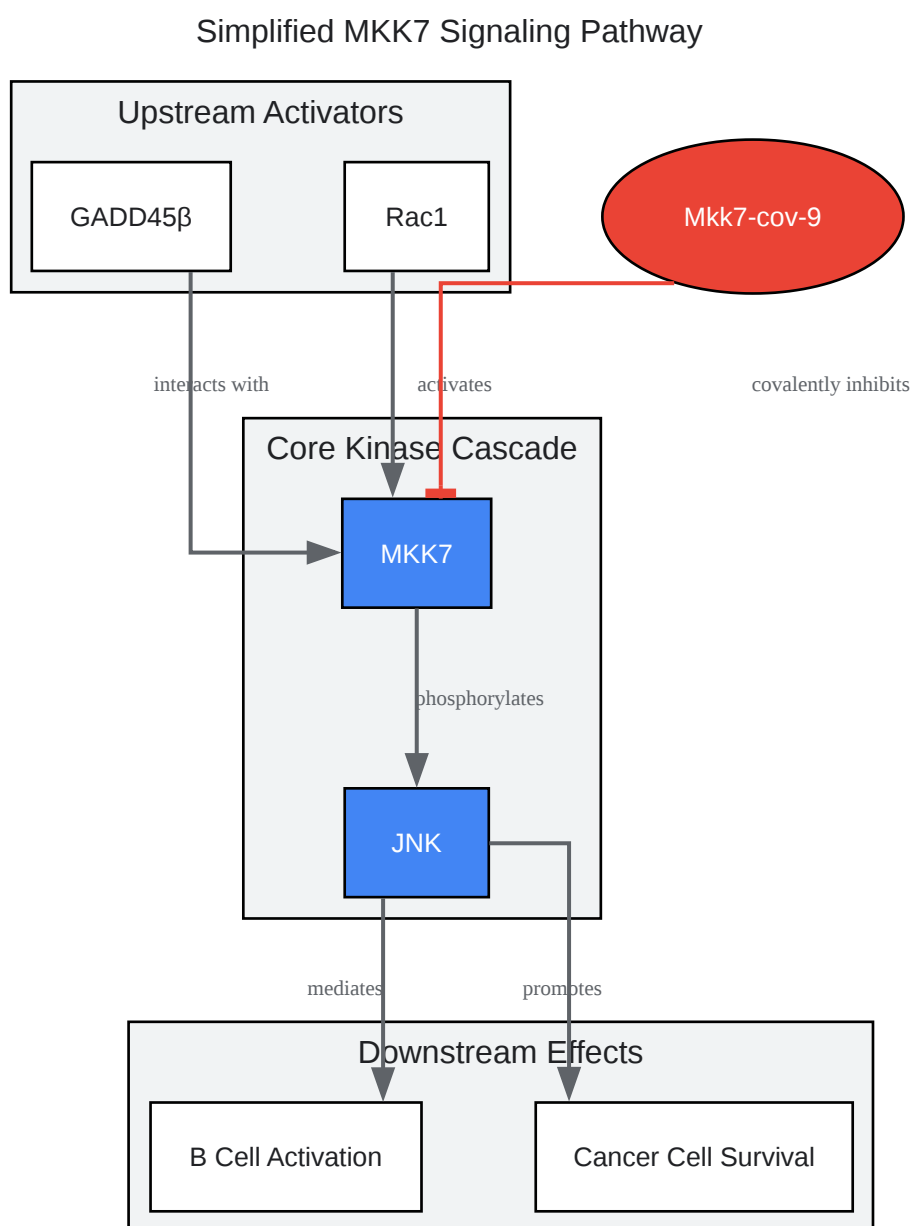 Simplified MKK7 Signaling Pathway
Upstream Activators
GADD45β
Rac1
Mkk7-cov-9
interacts with
activates
covalently inhibits
Core Kinase Cascade
MKK7
phosphorylates
JNK
mediates
promotes
Downstream Effects
B Cell Activation
Cancer Cell Survival